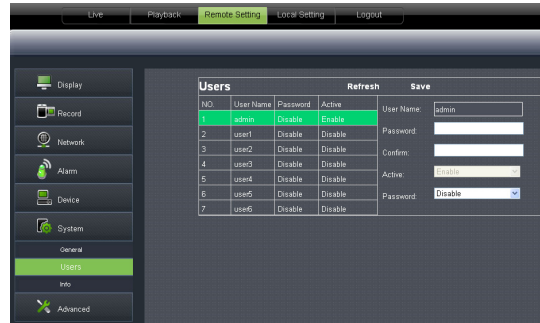 Live Playback Remote Setting Local Setting Logout
Display
Record
Network
Alarm
Device
System
General
Users
Info
Advanced
Users Refresh Save
NO. User Name Password Active
1 admin Disable Enable
2 user1 Disable Disable
3 user2 Disable Disable
4 user3 Disable Disable
5 user4 Disable Disable
6 user5 Disable Disable
7 user6 Disable Disable
User Name: admin
Password:
Confirm:
Active: Enable
Password: Disable